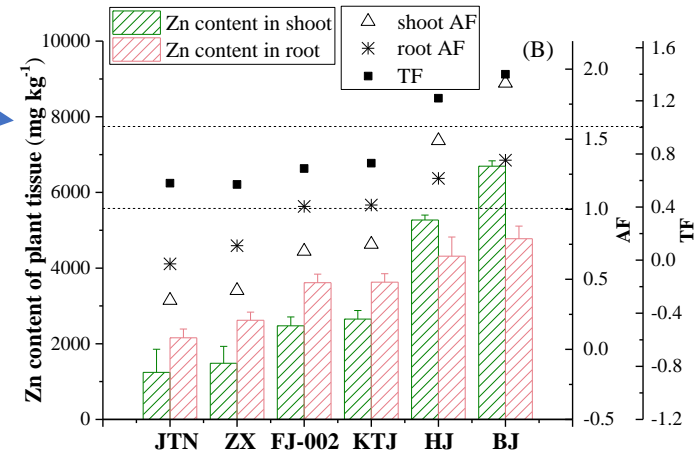 Zn content in shoot
Zn content in root
shoot AF
root AF
TF
(B)
Zn content of plant tissue (mg kg-1)
10000
8000
6000
4000
2000
0
JTN ZX FJ-002 KTJ HJ BJ
2.0
1.5
1.0
0.5
0.0
-0.5
AF
1.6
1.2
0.8
0.4
0.0
-0.4
-0.8
-1.2
TF